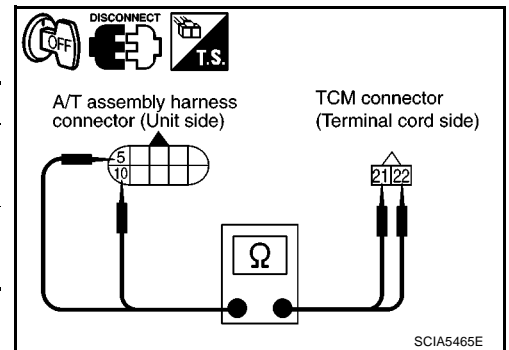 OFF
DISCONNECT
T.S.
A/T assembly harness
connector (Unit side)
TCM connector
(Terminal cord side)
5
10
21 22
Ω
SCIA5465E